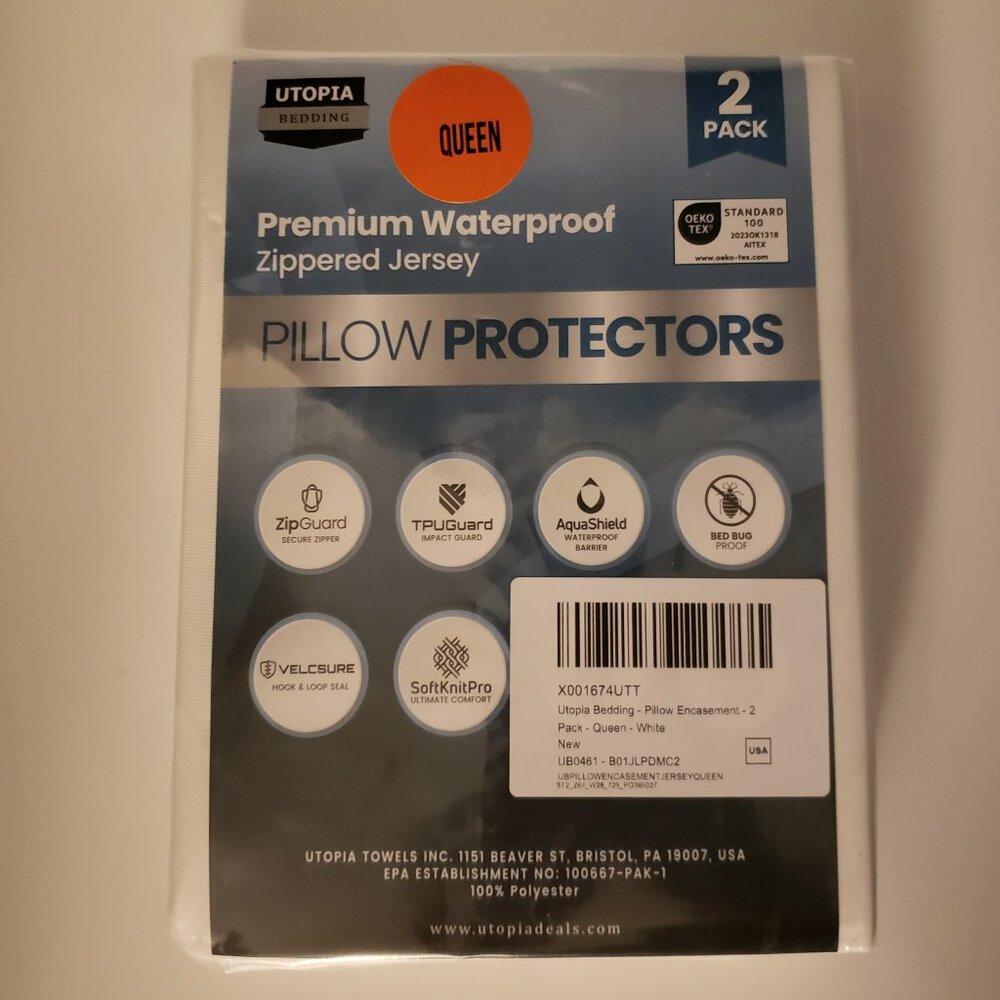 UTOPIA
BEDDING
QUEEN
2
PACK
Premium Waterproof
Zippered Jersey
OEKO
TEX®
STANDARD
100
2023OK1318
AITEX
www.oeko-tex.com
PILLOW PROTECTORS
ZipGuard
SECURE ZIPPER
TPUGuard
IMPACT GUARD
AquaShield
WATERPROOF
BARRIER
BED BUG
PROOF
VELCSURE
HOOK & LOOP SEAL
SoftKnitPro
ULTIMATE COMFORT
X001674UTT
Utopia Bedding - Pillow Encasement - 2
Pack - Queen - White
New
UB0461 - B01JLPDMC2
USA
UBPILLOWENCASEMENTJERSEYQUEEN
UTOPIA TOWELS INC. 1151 BEAVER ST, BRISTOL, PA 19007, USA
EPA ESTABLISHMENT NO: 100667-PAK-1
100% Polyester
www.utopiadeals.com